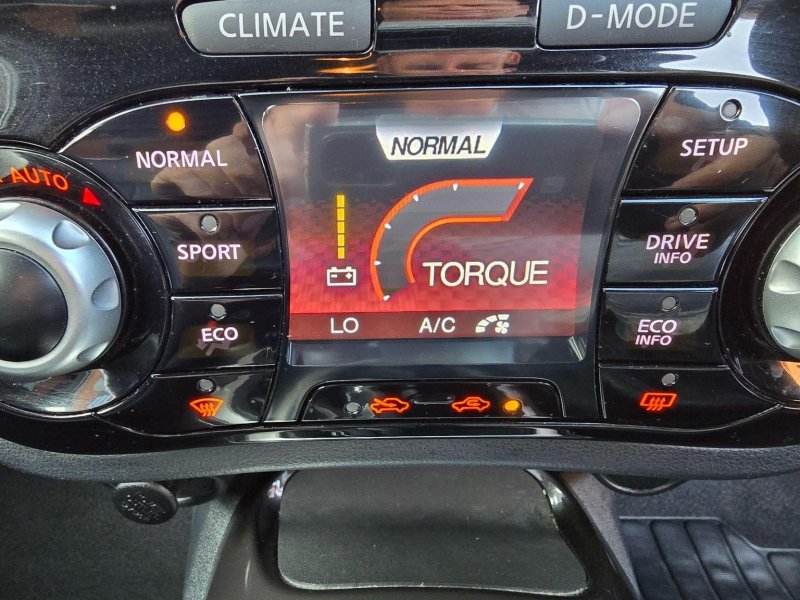 CLIMATE
D-MODE
NORMAL
NORMAL
SETUP
AUTO
SPORT
DRIVE
INFO
TORQUE
ECO
LO
A/C
ECO
INFO